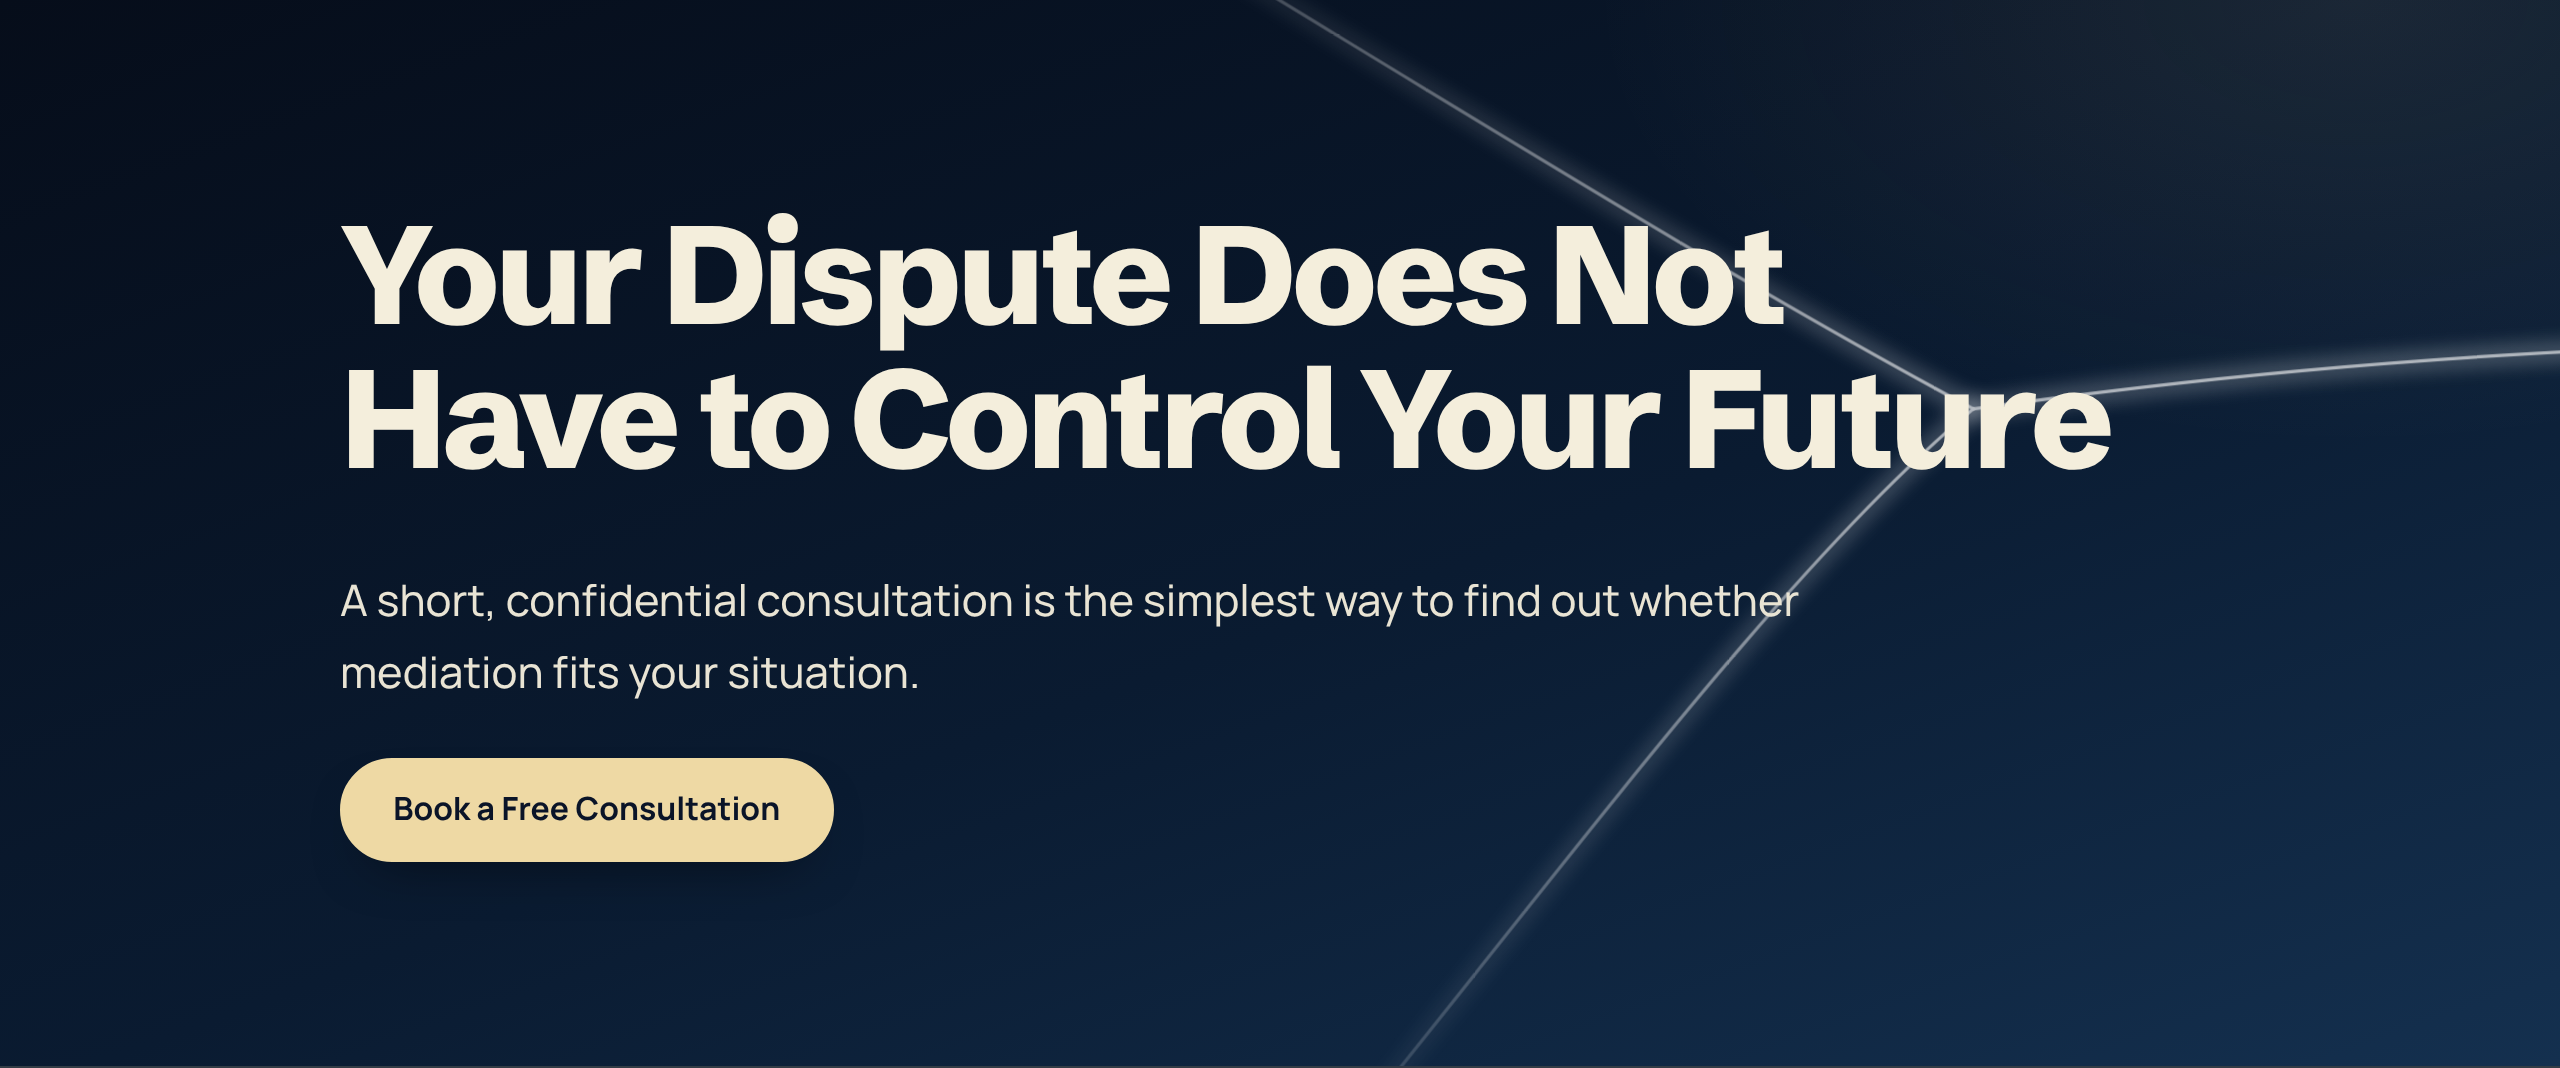 Your Dispute Does Not
Have to Control Your Future
A short, confidential consultation is the simplest way to find out whether
mediation fits your situation.
Book a Free Consultation